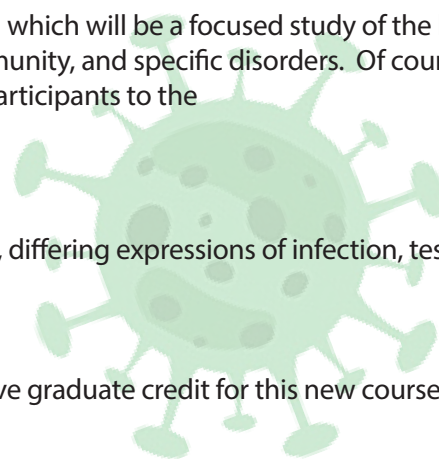 which will be a focused study of the
munity, and specific disorders. Of cour
articipants to the
, differing expressions of infection, tes
ve graduate credit for this new course